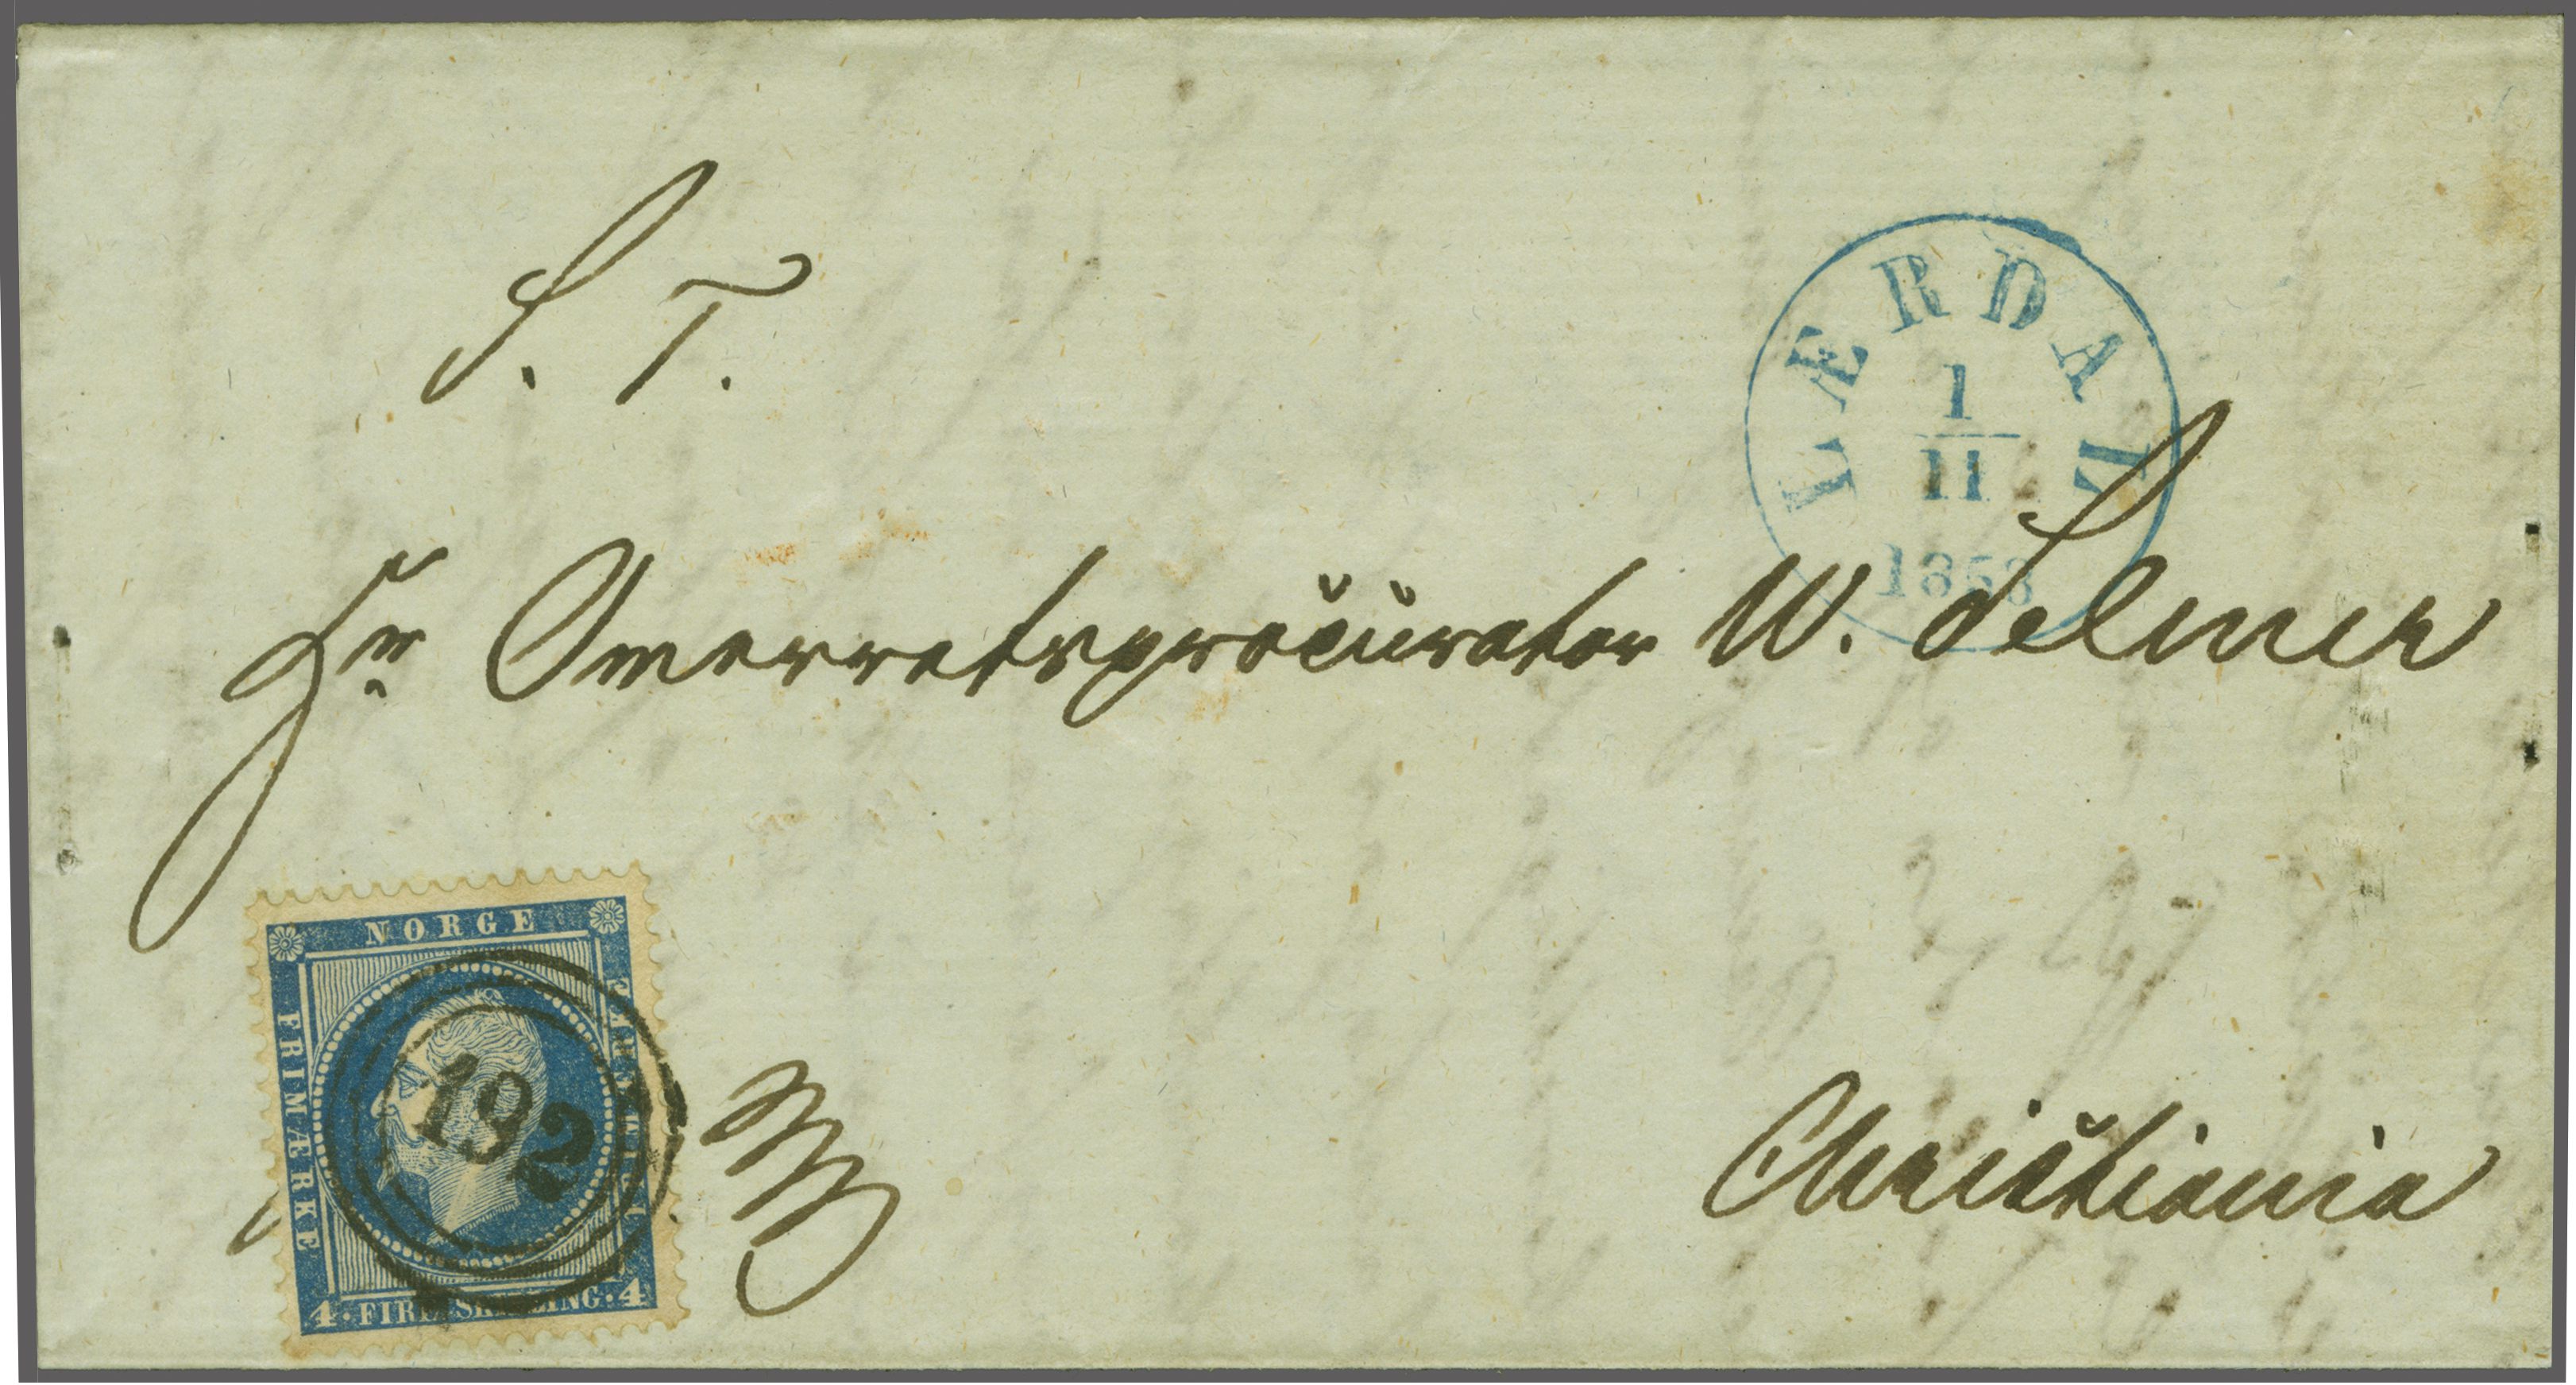 LÆRDAL
1
11
1858
S. T.
Hr Overretsprocurator W. Selmer
NORGE
FRIMÆRKE
192
4 · FIRE SKILLING · 4
Christiania